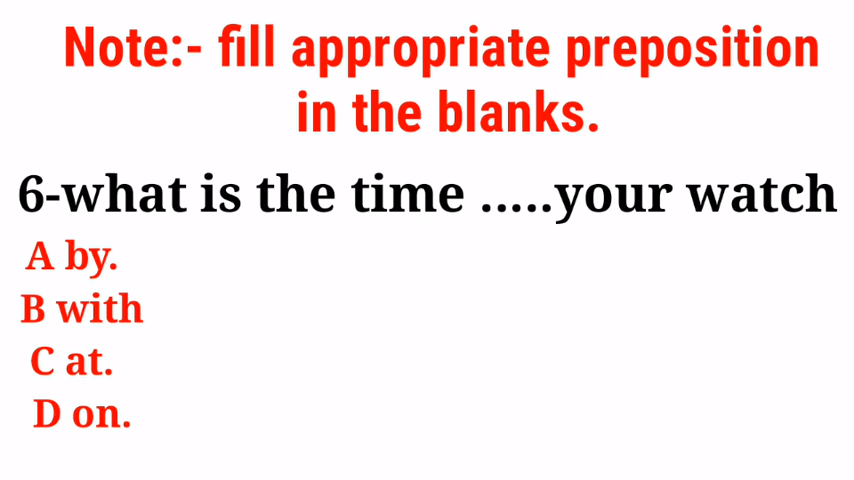 Note:- fill appropriate preposition
in the blanks.
6-what is the time .....your watch
A by.
B with
C at.
D on.